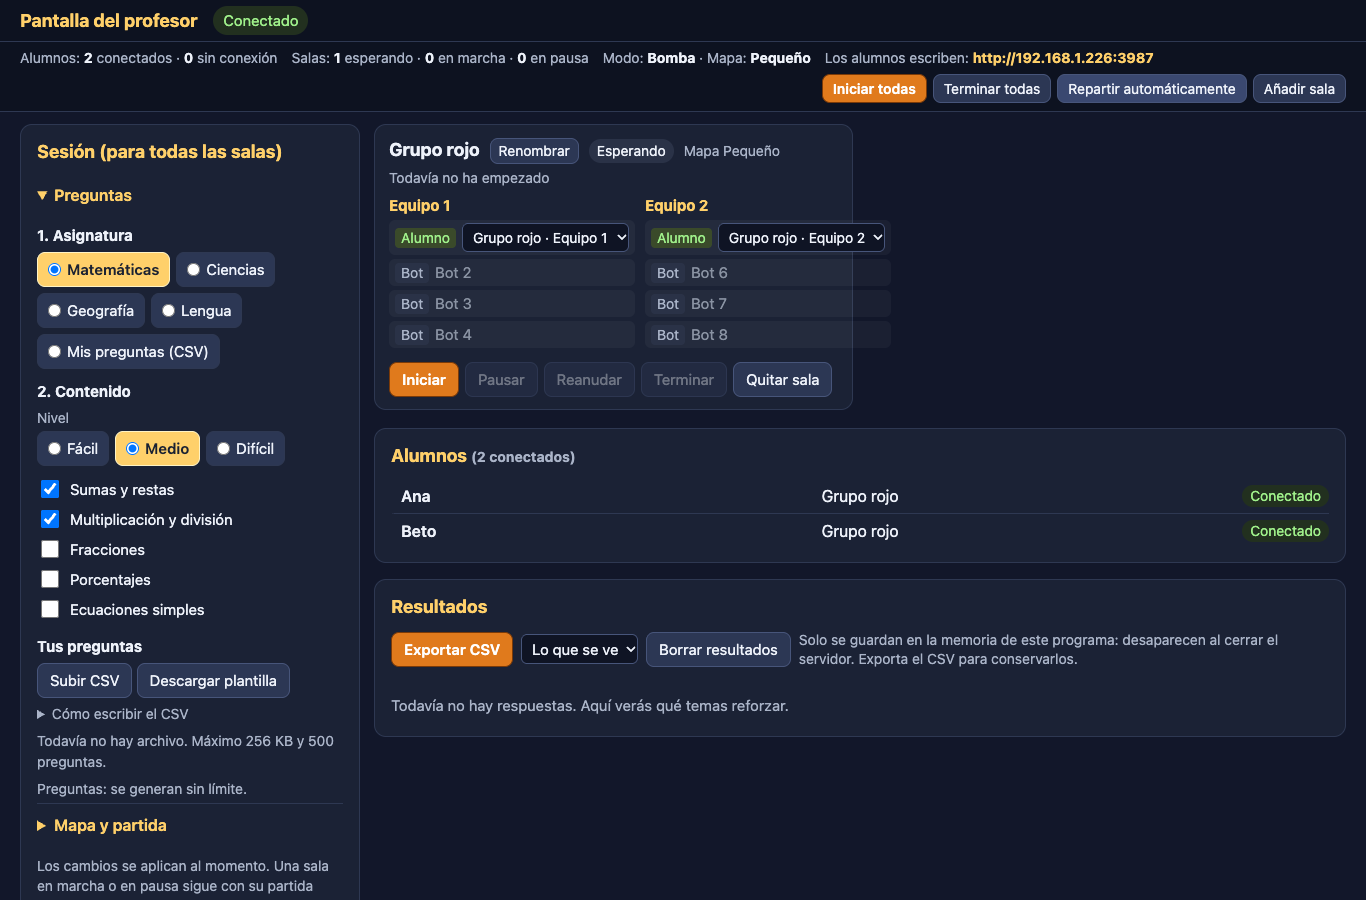 Pantalla del profesor Conectado
Alumnos: 2 conectados · 0 sin conexión Salas: 1 esperando · 0 en marcha · 0 en pausa Modo: Bomba · Mapa: Pequeño Los alumnos escriben: http://192.168.1.226:3987
Iniciar todas Terminar todas Repartir automáticamente Añadir sala
Sesión (para todas las salas)
Preguntas
1. Asignatura
Matemáticas Ciencias
Geografía Lengua
Mis preguntas (CSV)
2. Contenido
Nivel
Fácil Medio Difícil
Sumas y restas
Multiplicación y división
Fracciones
Porcentajes
Ecuaciones simples
Tus preguntas
Subir CSV Descargar plantilla
Cómo escribir el CSV
Todavía no hay archivo. Máximo 256 KB y 500
preguntas.
Preguntas: se generan sin límite.
Mapa y partida
Los cambios se aplican al momento. Una sala
en marcha o en pausa sigue con su partida
Grupo rojo Renombrar Esperando Mapa Pequeño
Todavía no ha empezado
Equipo 1 Equipo 2
Alumno Grupo rojo · Equipo 1 Alumno Grupo rojo · Equipo 2
Bot Bot 2 Bot Bot 6
Bot Bot 3 Bot Bot 7
Bot Bot 4 Bot Bot 8
Iniciar Pausar Reanudar Terminar Quitar sala
Alumnos (2 conectados)
Ana Grupo rojo Conectado
Beto Grupo rojo Conectado
Resultados
Exportar CSV Lo que se ve Borrar resultados Solo se guardan en la memoria de este programa: desaparecen al cerrar el
servidor. Exporta el CSV para conservarlos.
Todavía no hay respuestas. Aquí verás qué temas reforzar.